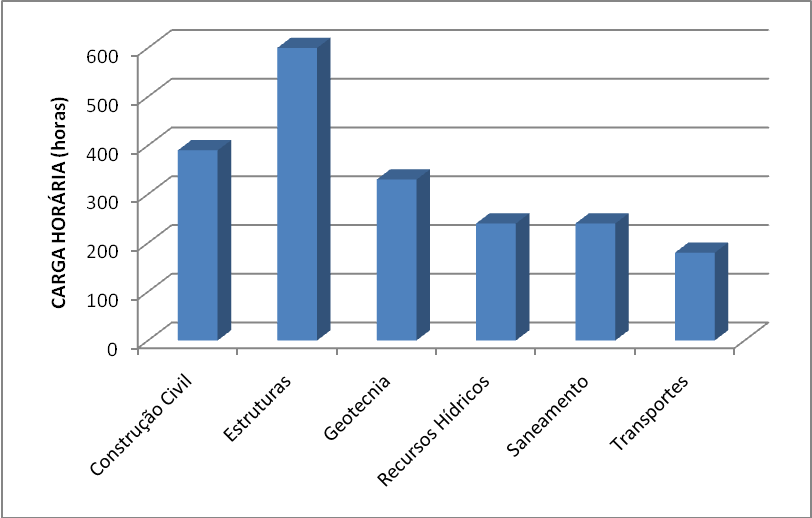 CARGA HORÁRIA (horas)
600
500
400
300
200
100
0
Construção Civil
Estruturas
Geotecnia
Recursos Hídricos
Saneamento
Transportes